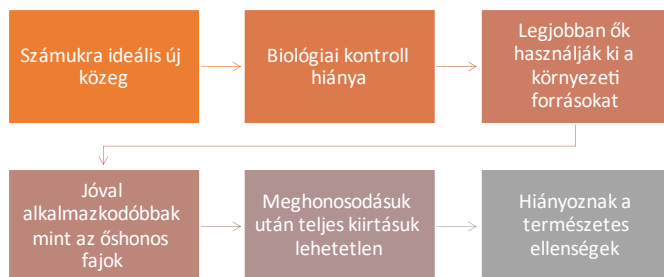 Számukra ideális új
közeg
Biológiai kontroll
hiánya
Legjobban ők
használják ki a
környezeti
forrásokat
Jóval
alkalmazkodóbbak
mint az őshonos
fajok
Meghonosodásuk
után teljes kiirtásuk
lehetetlen
Hiányoznak a
természetes
ellenségek